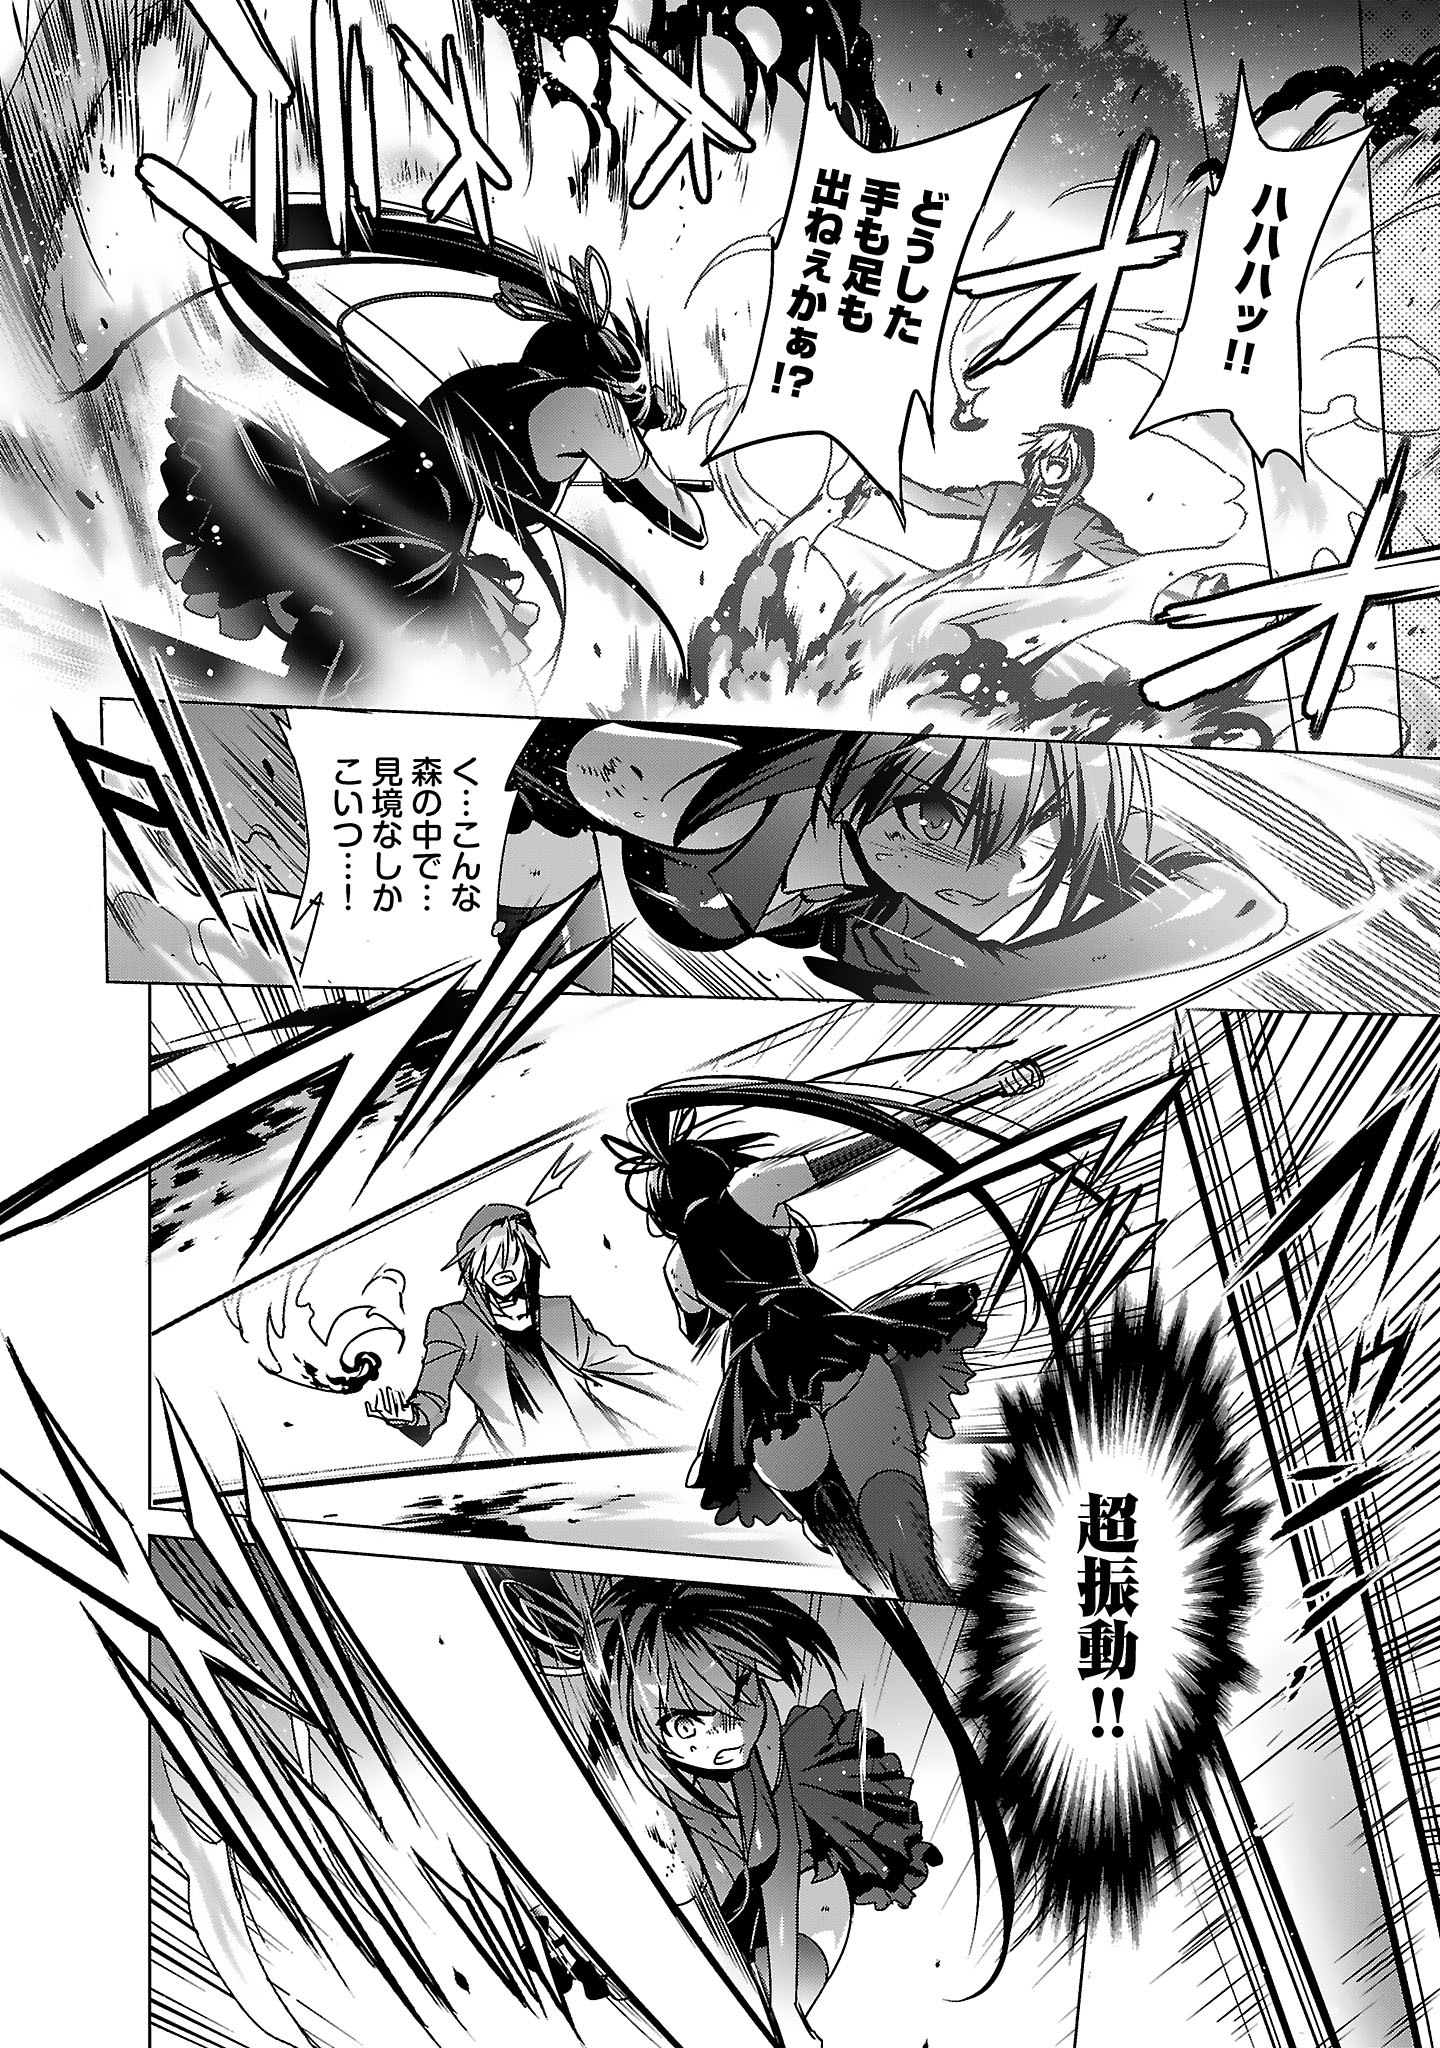 ハハハッ!!
どうした
手も足も
出ねぇかぁ
!?
く…こんな
森の中で…
見境なしか
こいつ…！
超振動!!